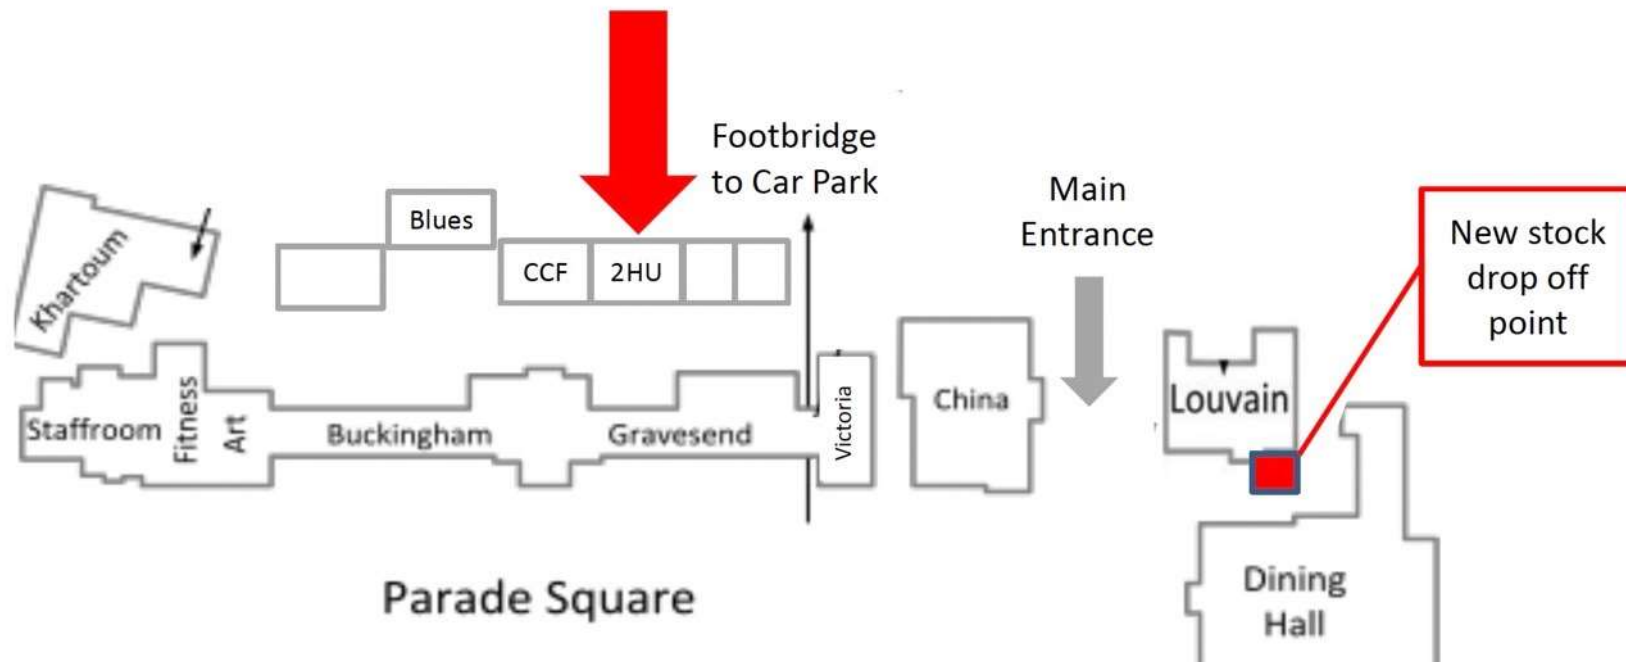 Footbridge
to Car Park
Main
Entrance
New stock
drop off
point
Blues
CCF
2HU
Khartoum
Staffroom
Fitness
Art
Buckingham
Gravesend
Victoria
China
Louvain
Dining
Hall
Parade Square